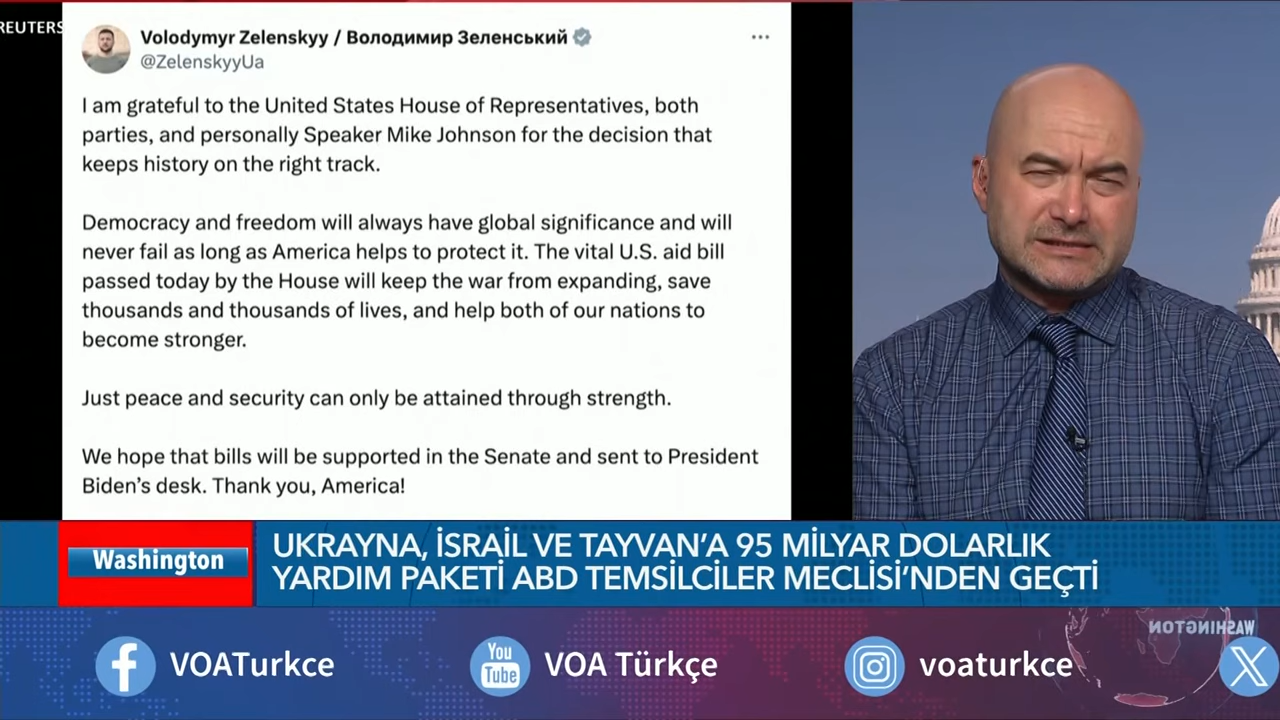 REUTERS
Volodymyr Zelenskyy / Володимир Зеленський
@ZelenskyyUa
I am grateful to the United States House of Representatives, both
parties, and personally Speaker Mike Johnson for the decision that
keeps history on the right track.
Democracy and freedom will always have global significance and will
never fail as long as America helps to protect it. The vital U.S. aid bill
passed today by the House will keep the war from expanding, save
thousands and thousands of lives, and help both of our nations to
become stronger.
Just peace and security can only be attained through strength.
We hope that bills will be supported in the Senate and sent to President
Biden’s desk. Thank you, America!
Washington
UKRAYNA, İSRAİL VE TAYVAN’A 95 MİLYAR DOLARLIK
YARDIM PAKETİ ABD TEMSİLCİLER MECLİSİ’NDEN GEÇTİ
WASHINGTON
VOATurkce
You
Tube
VOA Türkçe
voaturkce